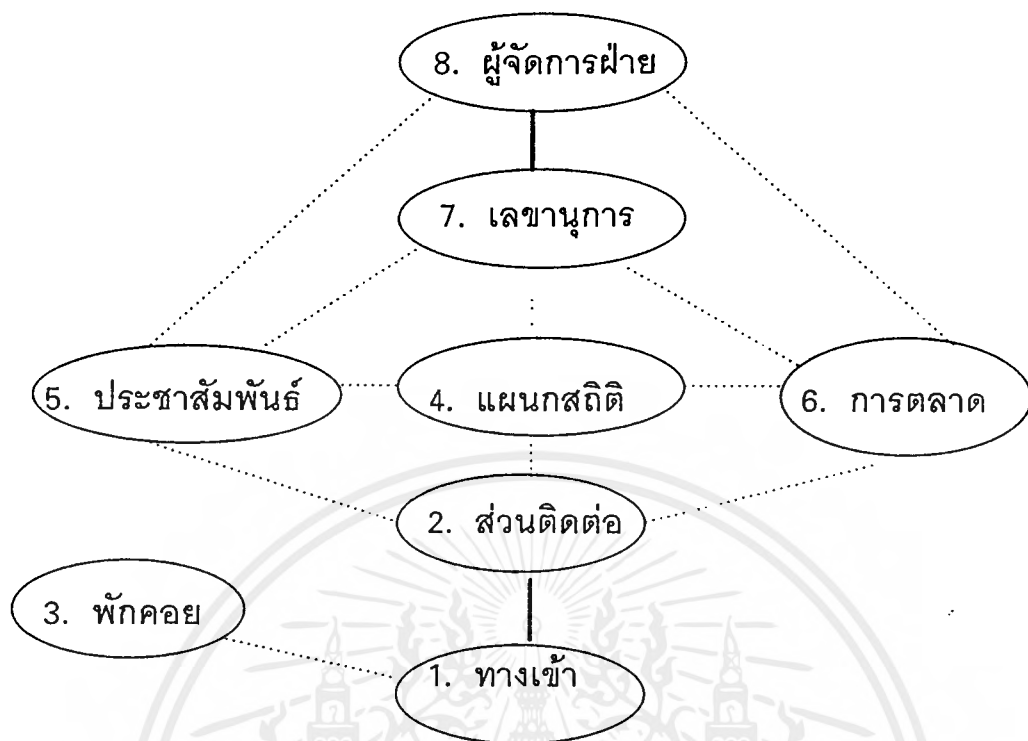 8. ผู้จัดการฝ่าย
7. เลขานุการ
5. ประชาสัมพันธ์
4. แผนกสถิติ
6. การตลาด
2. ส่วนติดต่อ
3. พักคอย
1. ทางเข้า